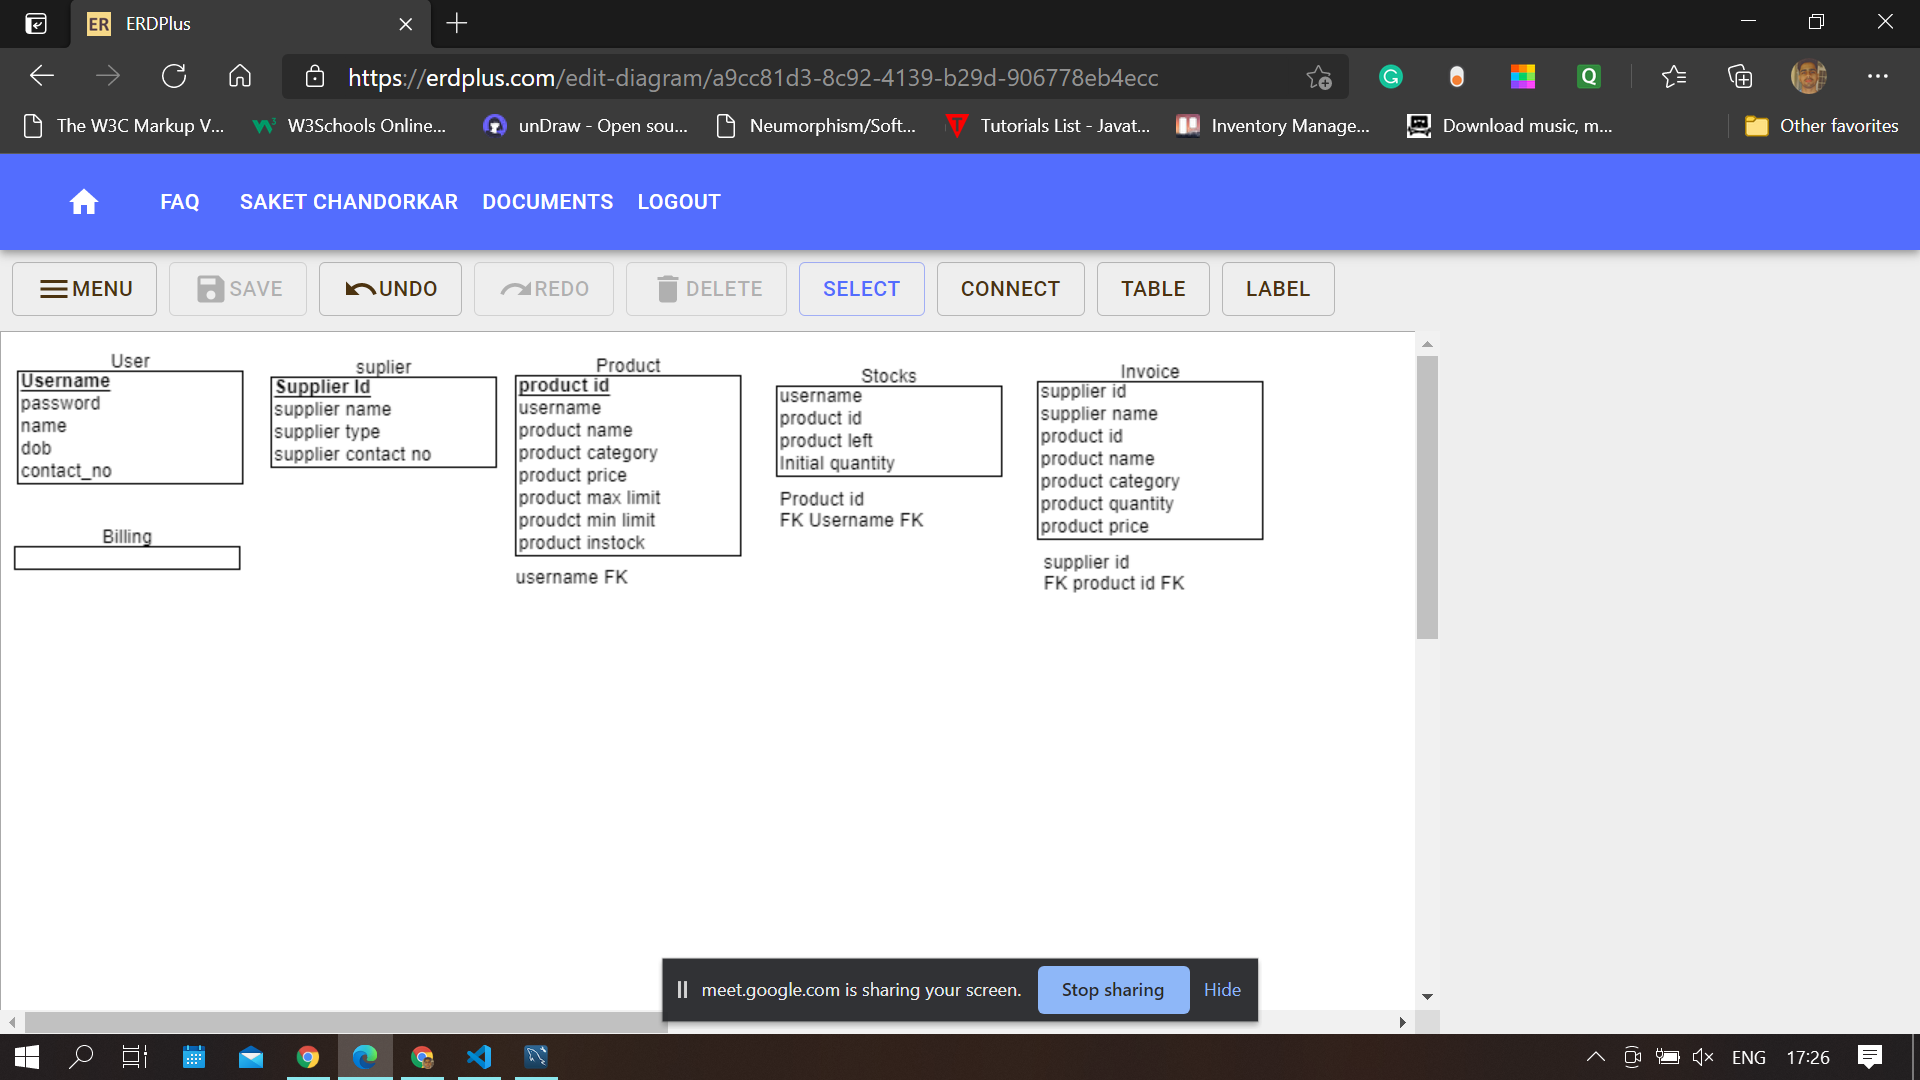 ER ERDPlus
https://erdplus.com/edit-diagram/a9cc81d3-8c92-4139-b29d-906778eb4ecc
The W3C Markup V...
W3Schools Online...
unDraw - Open sou...
Neumorphism/Soft...
Tutorials List - Javat...
Inventory Manage...
Download music, m...
Other favorites
FAQ
SAKET CHANDORKAR
DOCUMENTS
LOGOUT
MENU
SAVE
UNDO
REDO
DELETE
SELECT
CONNECT
TABLE
LABEL
User
Username
password
name
dob
contact_no
suplier
Supplier Id
supplier name
supplier type
supplier contact no
Product
product id
username
product name
product category
product price
product max limit
proudct min limit
product instock
username FK
Stocks
username
product id
product left
Initial quantity
Product id
FK Username FK
Invoice
supplier id
supplier name
product id
product name
product category
product quantity
product price
supplier id
FK product id FK
Billing
meet.google.com is sharing your screen.
Stop sharing
Hide
ENG
17:26